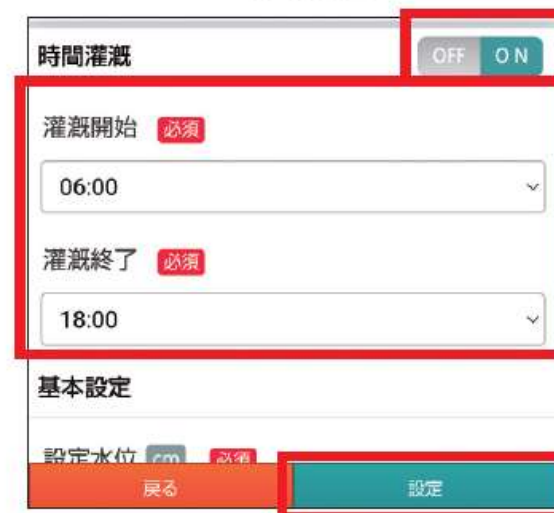 時間灌漑 OFF ON
灌漑開始 必須
06:00
灌漑終了 必須
18:00
基本設定
設定水位 cm 必須
戻る 設定